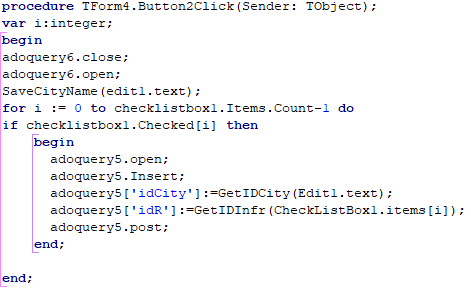 procedure TForm4.Button2Click(Sender: TObject);
var i:integer;
begin
adoquery6.close;
adoquery6.open;
SaveCityName(edit1.text);
for i := 0 to checklistbox1.Items.Count-1 do
if checklistbox1.Checked[i] then
begin
adoquery5.open;
adoquery5.Insert;
adoquery5['idCity']:=GetIDCity(Edit1.text);
adoquery5['idR']:=GetIDInfr(CheckListBox1.items[i]);
adoquery5.post;
end;
end;